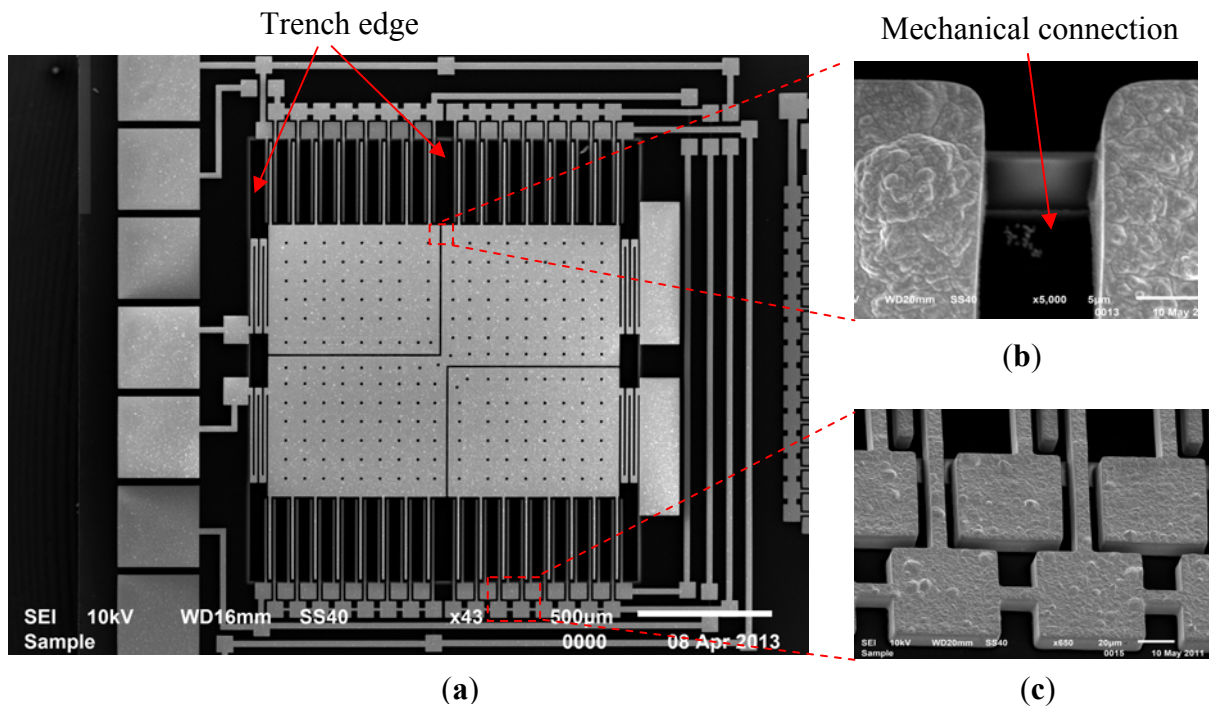 Trench edge
Mechanical connection
SEI 10kV WD16mm SS40 x43 500μm
Sample 0000 08 Apr 2013
WD20mm SS40 x5,000 5μm
0013 10 May
(b)
SEI 10kV WD20mm SS40 x650 20μm
Sample 0015 10 May 2011
(a)
(c)